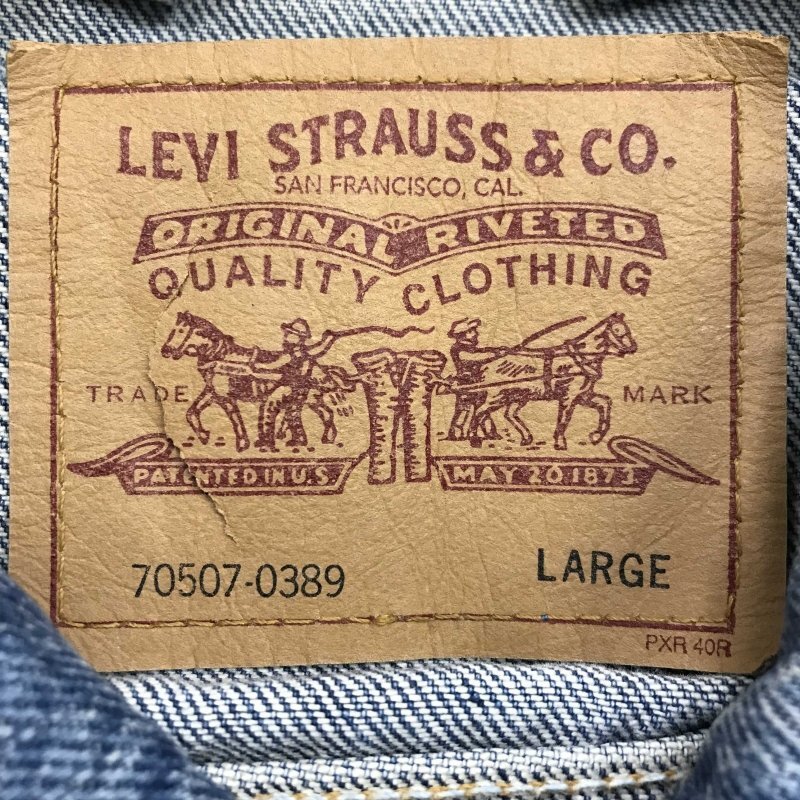 LEVI STRAUSS & CO.
SAN FRANCISCO, CAL.
ORIGINAL RIVETED
QUALITY CLOTHING
TRADE MARK
PATENTED IN U.S. MAY 20, 1873
70507-0389 LARGE
PXR 40R